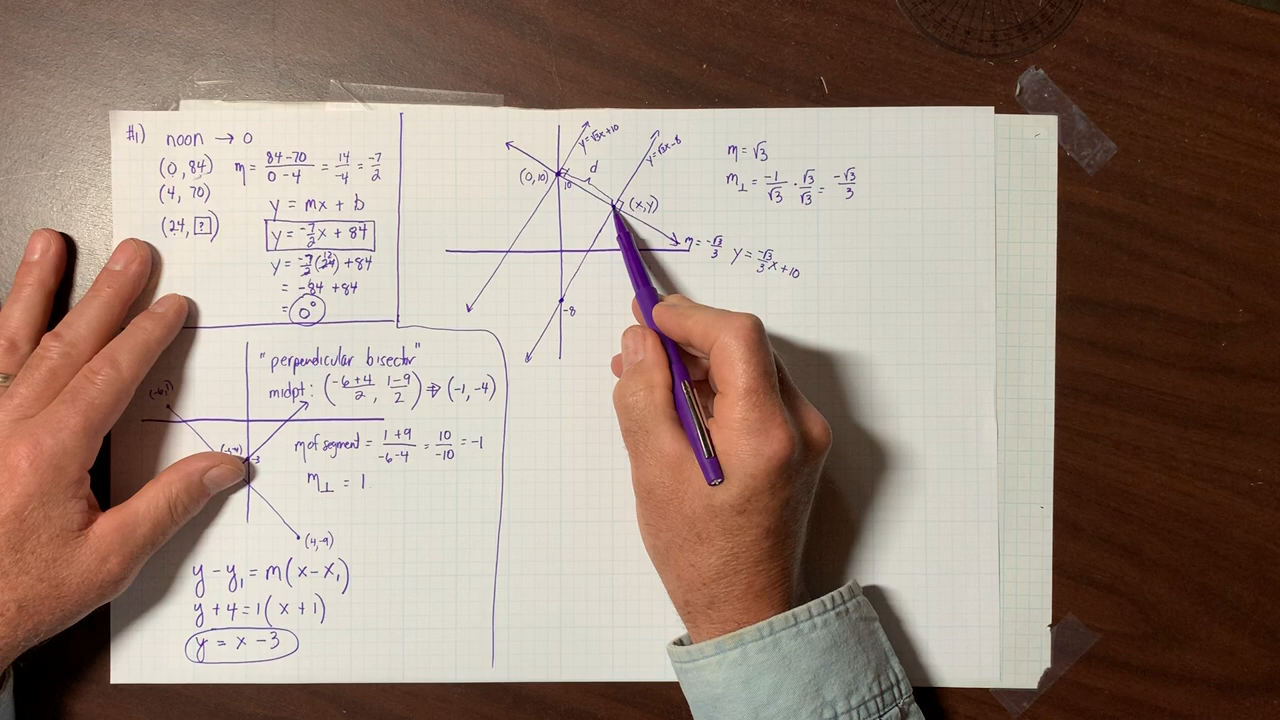 #1) noon → 0
(0, 84)
(4, 70)
(24, ?)
m = 84-70 / 0-4 = 14/-4 = -7/2
y = mx + b
y = -7/2 x + 84
y = -7/2 (24) + 84
12
= -84 + 84
= 0°
"perpendicular bisector"
midpt: (-6+4 / 2, 1-9 / 2) ⇒ (-1, -4)
m of segment = 1+9 / -6-4 = 10/-10 = -1
m⊥ = 1
-3
(4,-9)
y - y₁ = m(x - x₁)
y + 4 = 1(x + 1)
y = x - 3
y = √3x + 10
y = √3x - 8
d
(0,10)
10
(x,y)
-8
m = -√3/3
y = -√3/3 x + 10
m = √3
m⊥ = -1/√3 · √3/√3 = -√3/3